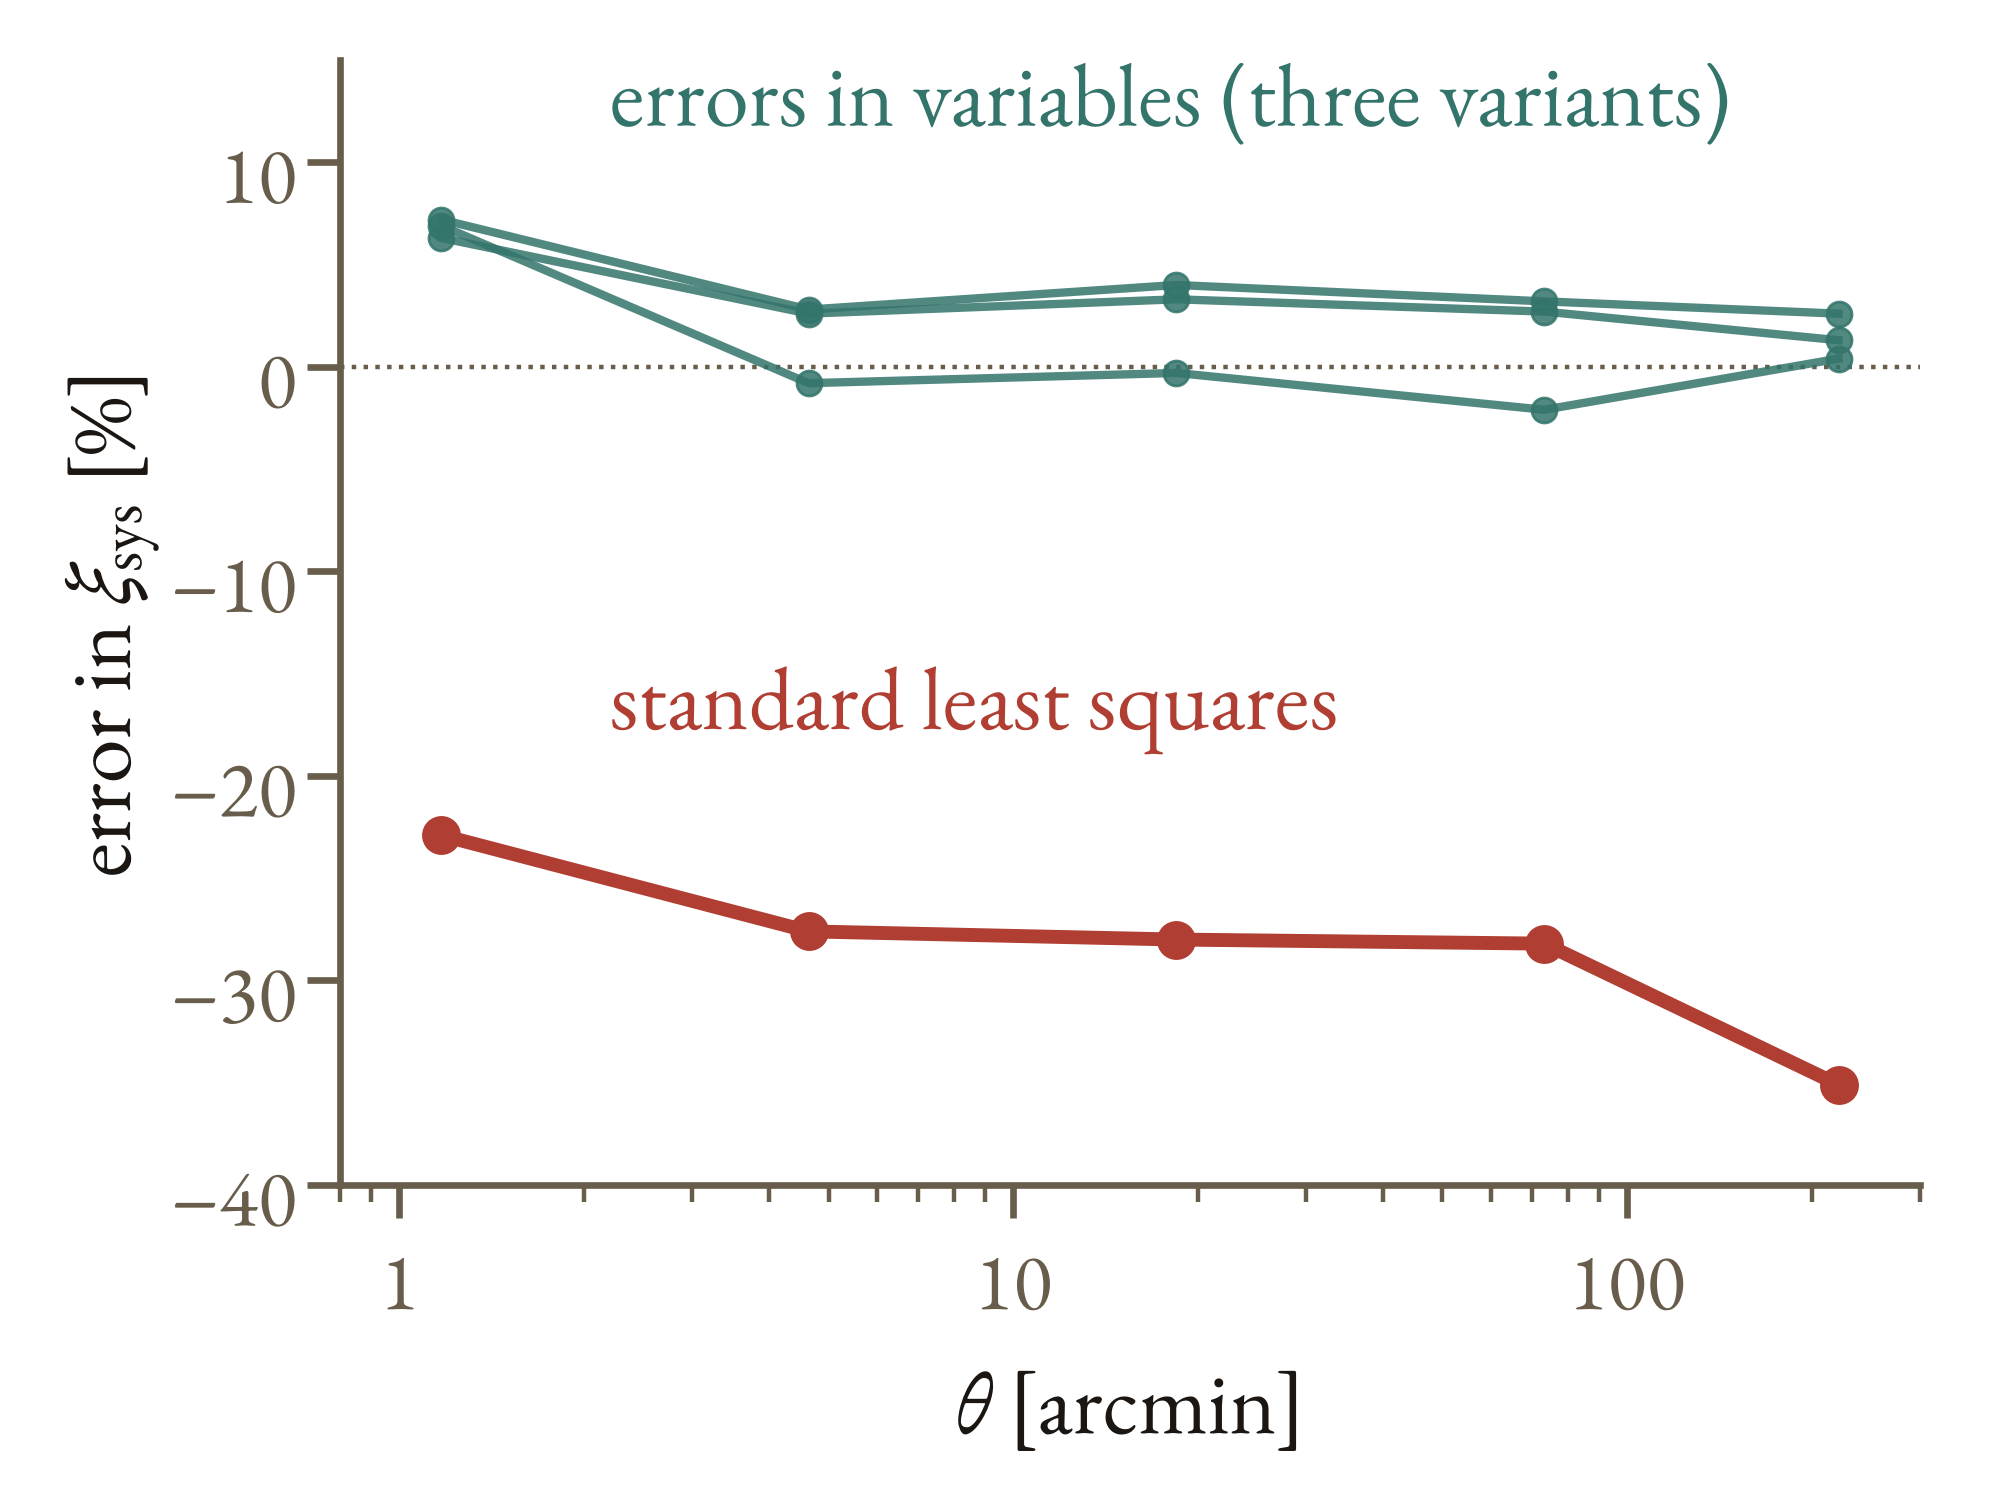 errors in variables (three variants)
10
0
−10
−20
−30
−40
error in ξsys [%]
standard least squares
1 10 100
θ [arcmin]